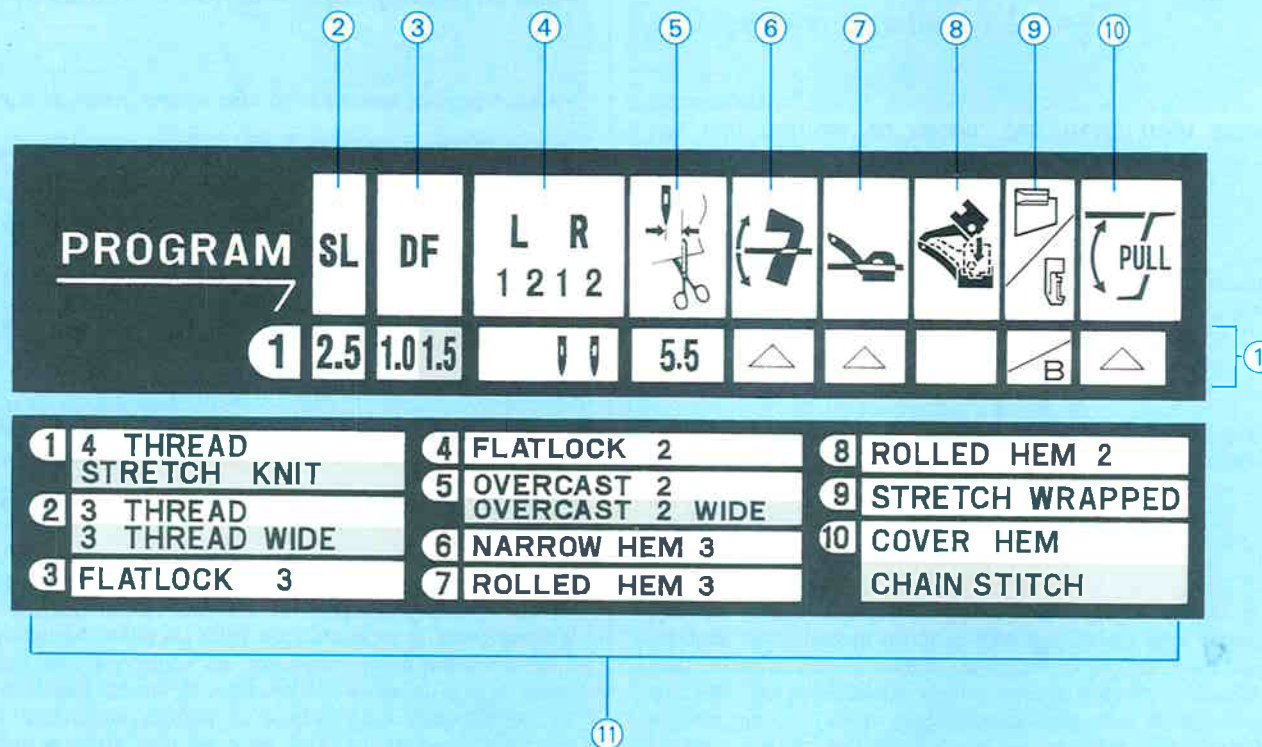 ② ③ ④ ⑤ ⑥ ⑦ ⑧ ⑨ ⑩
PROGRAM SL DF L R PULL
1 2 1 2
1 2.5 1.0 1.5 5.5 B
①
1 4 THREAD
STRETCH KNIT
2 3 THREAD
3 THREAD WIDE
3 FLATLOCK 3
4 FLATLOCK 2
5 OVERCAST 2
OVERCAST 2 WIDE
6 NARROW HEM 3
7 ROLLED HEM 3
8 ROLLED HEM 2
9 STRETCH WRAPPED
10 COVER HEM
CHAIN STITCH
⑪